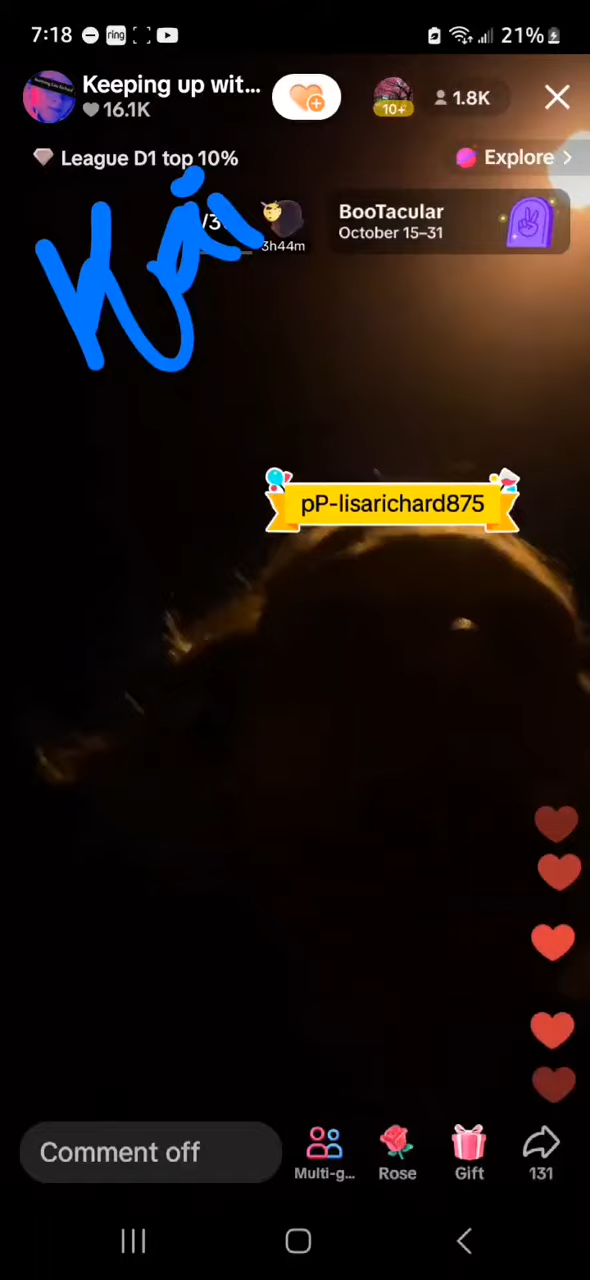 7:18 ring 21%
Keeping up wit...
16.1K 10+ 1.8K
League D1 top 10% Explore
Kai
3h44m
BooTacular
October 15–31
pP-lisarichard875
Comment off
Multi-g... Rose Gift 131